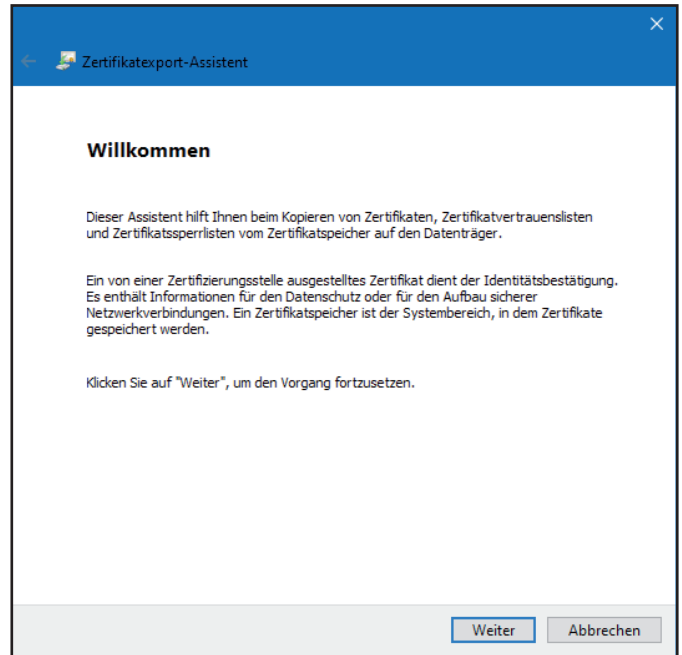 Zertifikatexport-Assistent
Willkommen
Dieser Assistent hilft Ihnen beim Kopieren von Zertifikaten, Zertifikatvertrauenslisten
und Zertifikatssperrlisten vom Zertifikatspeicher auf den Datenträger.
Ein von einer Zertifizierungsstelle ausgestelltes Zertifikat dient der Identitätsbestätigung.
Es enthält Informationen für den Datenschutz oder für den Aufbau sicherer
Netzwerkverbindungen. Ein Zertifikatspeicher ist der Systembereich, in dem Zertifikate
gespeichert werden.
Klicken Sie auf "Weiter", um den Vorgang fortzusetzen.
Weiter Abbrechen